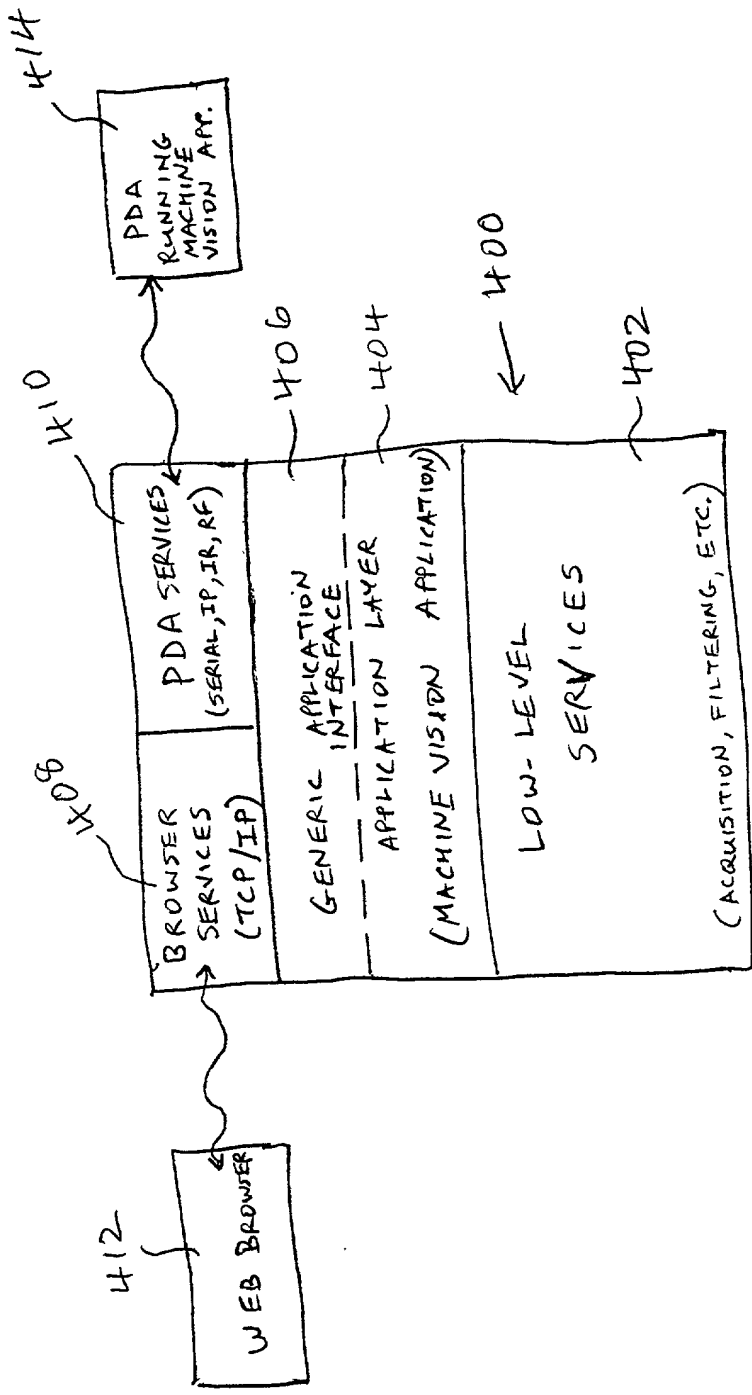 412
WEB BROWSER
408
BROWSER
SERVICES
(TCP/IP)
410
PDA SERVICES
(SERIAL, IP, IR, RF)
414
PDA
RUNNING
MACHINE
VISION APP.
406
GENERIC APPLICATION
INTERFACE
404
APPLICATION LAYER
(MACHINE VISION APPLICATION)
400
402
LOW-LEVEL
SERVICES
(ACQUISITION, FILTERING, ETC.)